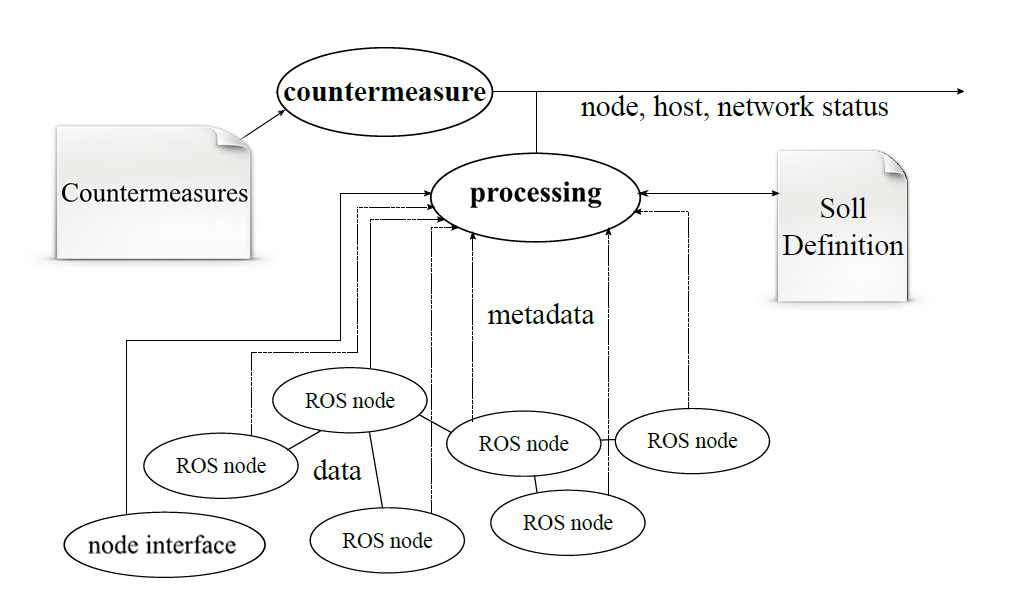 countermeasure
node, host, network status
Countermeasures
processing
Soll
Definition
metadata
ROS node
ROS node
ROS node
ROS node
data
ROS node
node interface
ROS node